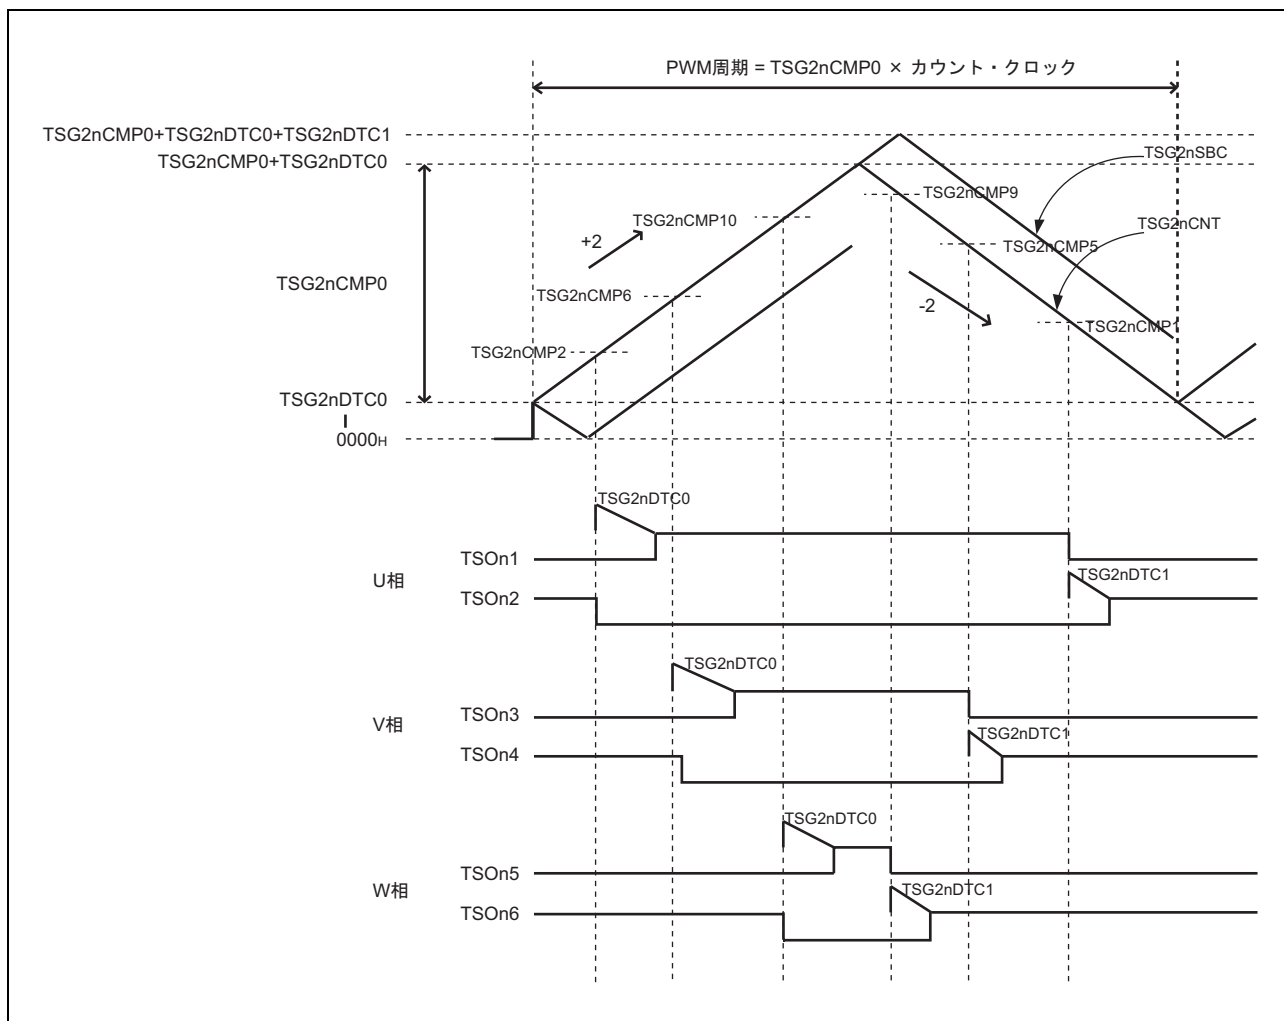 PWM周期 = TSG2nCMP0 × カウント・クロック
TSG2nCMP0+TSG2nDTC0+TSG2nDTC1
TSG2nSBC
TSG2nCMP0+TSG2nDTC0
TSG2nCMP9
TSG2nCMP10
TSG2nCNT
+2
TSG2nCMP5
TSG2nCMP0
TSG2nCMP6
-2
TSG2nCMP1
TSG2nCMP2
TSG2nDTC0
0000H
TSG2nDTC0
TSOn1
U相
TSG2nDTC1
TSOn2
TSG2nDTC0
TSOn3
V相
TSG2nDTC1
TSOn4
TSG2nDTC0
TSOn5
W相
TSG2nDTC1
TSOn6